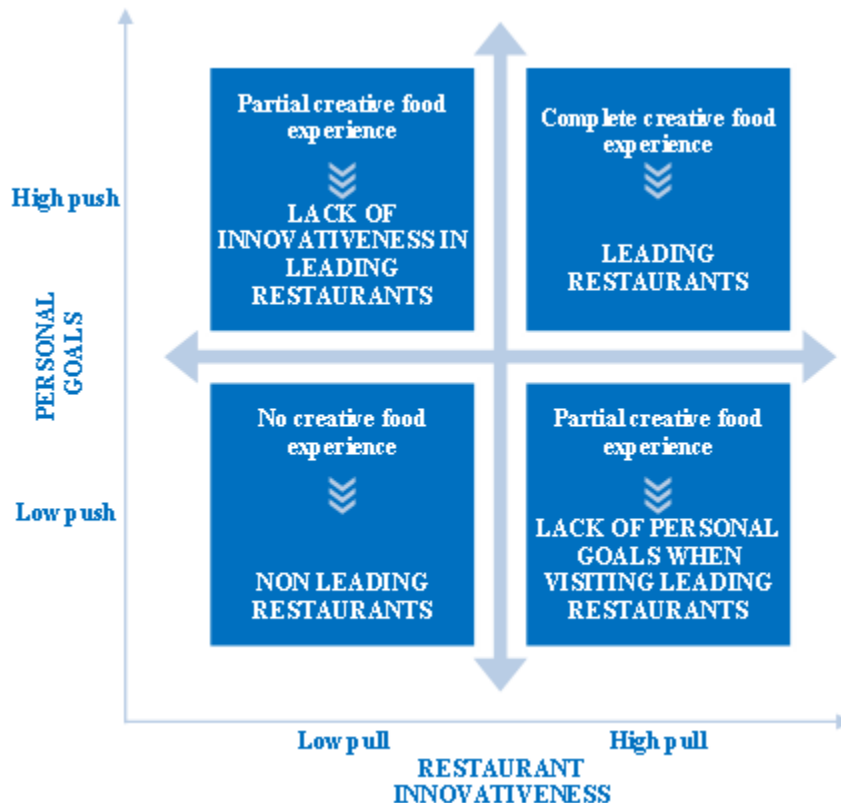 Partial creative food
experience
LACK OF
INNOVATIVENESS IN
LEADING
RESTAURANTS
Complete creative food
experience
LEADING
RESTAURANTS
High push
PERSONAL
GOALS
No creative food
experience
NON LEADING
RESTAURANTS
Partial creative food
experience
LACK OF PERSONAL
GOALS WHEN
VISITING LEADING
RESTAURANTS
Low push
Low pull
High pull
RESTAURANT
INNOVATIVENESS